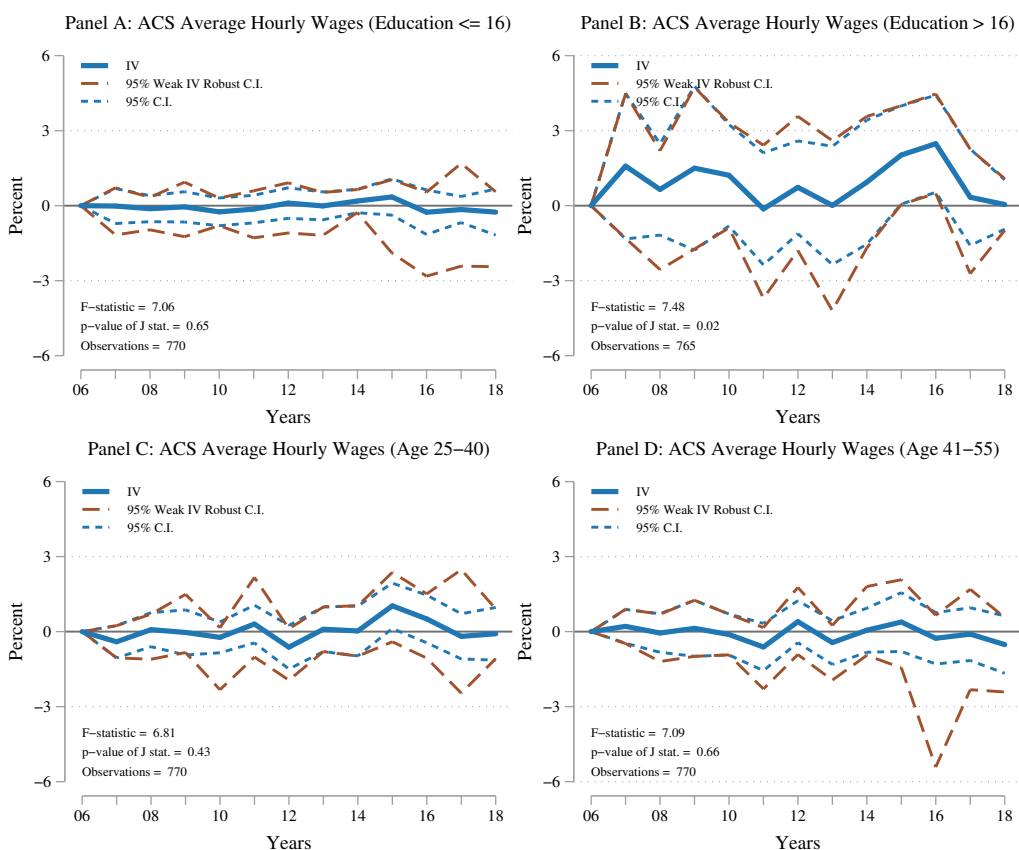 Panel A: ACS Average Hourly Wages (Education <= 16)
6
3
0
−3
−6
Percent
IV
95% Weak IV Robust C.I.
95% C.I.
F−statistic = 7.06
p−value of J stat. = 0.65
Observations = 770
06 08 10 12 14 16 18
Years
Panel B: ACS Average Hourly Wages (Education > 16)
6
3
0
−3
−6
Percent
IV
95% Weak IV Robust C.I.
95% C.I.
F−statistic = 7.48
p−value of J stat. = 0.02
Observations = 765
06 08 10 12 14 16 18
Years
Panel C: ACS Average Hourly Wages (Age 25−40)
6
3
0
−3
−6
Percent
IV
95% Weak IV Robust C.I.
95% C.I.
F−statistic = 6.81
p−value of J stat. = 0.43
Observations = 770
06 08 10 12 14 16 18
Years
Panel D: ACS Average Hourly Wages (Age 41−55)
6
3
0
−3
−6
Percent
IV
95% Weak IV Robust C.I.
95% C.I.
F−statistic = 7.09
p−value of J stat. = 0.66
Observations = 770
06 08 10 12 14 16 18
Years